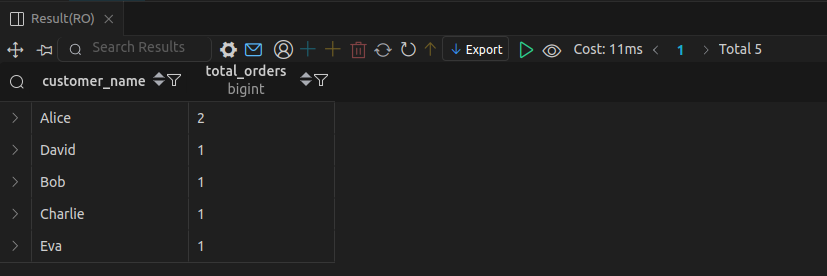 Result(RO)
Search Results
Export
Cost: 11ms
1
Total 5
customer_name
total_orders
bigint
Alice 2
David 1
Bob 1
Charlie 1
Eva 1